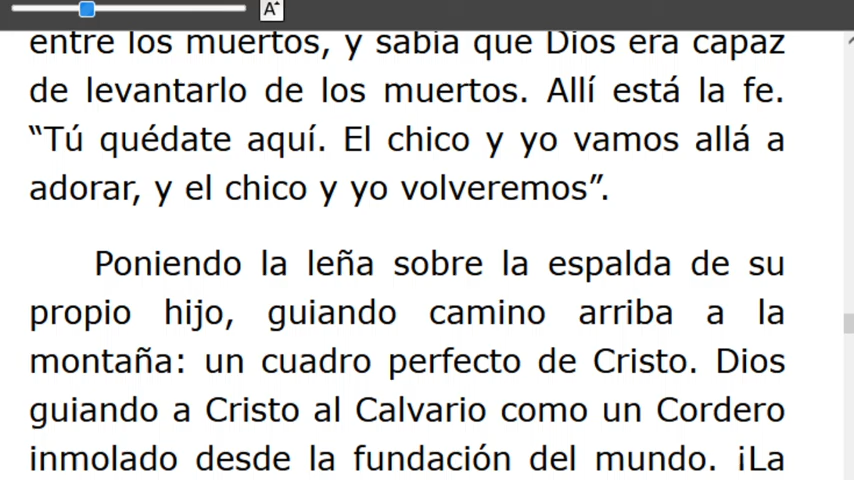 A
entre los muertos, y sabía que Dios era capaz
de levantarlo de los muertos. Allí está la fe.
“Tú quédate aquí. El chico y yo vamos allá a
adorar, y el chico y yo volveremos”.
Poniendo la leña sobre la espalda de su
propio hijo, guiando camino arriba a la
montaña: un cuadro perfecto de Cristo. Dios
guiando a Cristo al Calvario como un Cordero
inmolado desde la fundación del mundo. ¡La